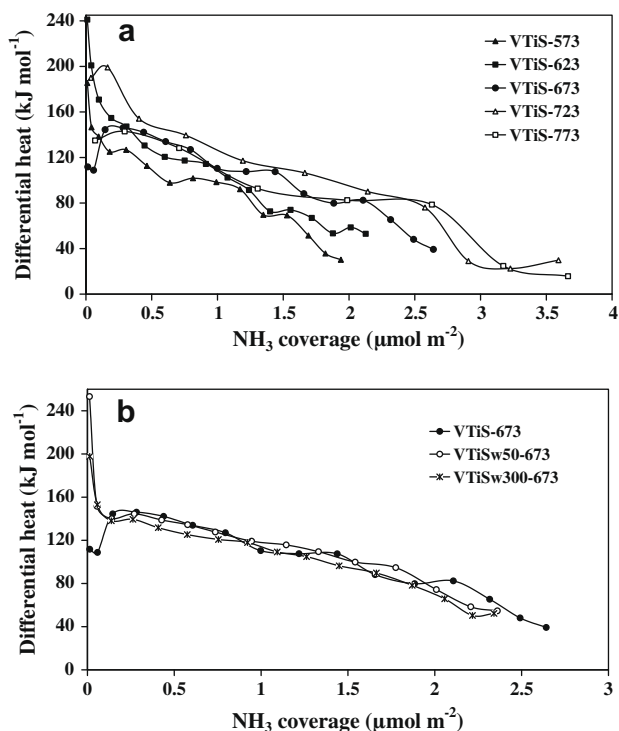 a
VTiS-573
VTiS-623
VTiS-673
VTiS-723
VTiS-773
Differential heat (kJ mol⁻¹)
240
200
160
120
80
40
0
0 0.5 1 1.5 2 2.5 3 3.5 4
NH₃ coverage (µmol m⁻²)
b
VTiS-673
VTiSw50-673
VTiSw300-673
Differential heat (kJ mol⁻¹)
240
200
160
120
80
40
0
0 0.5 1 1.5 2 2.5 3
NH₃ coverage (µmol m⁻²)